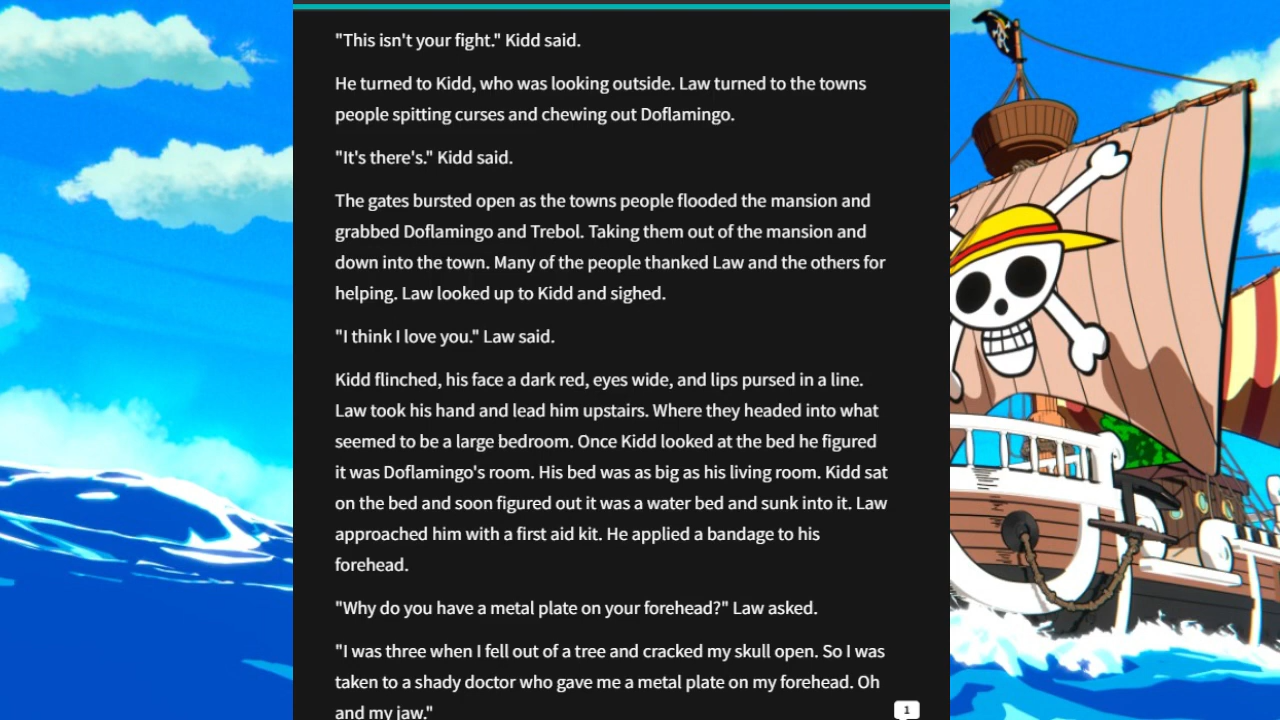 "This isn't your fight." Kidd said.
He turned to Kidd, who was looking outside. Law turned to the towns
people spitting curses and chewing out Doflamingo.
"It's there's." Kidd said.
The gates bursted open as the towns people flooded the mansion and
grabbed Doflamingo and Trebol. Taking them out of the mansion and
down into the town. Many of the people thanked Law and the others for
helping. Law looked up to Kidd and sighed.
"I think I love you." Law said.
Kidd flinched, his face a dark red, eyes wide, and lips pursed in a line.
Law took his hand and lead him upstairs. Where they headed into what
seemed to be a large bedroom. Once Kidd looked at the bed he figured
it was Doflamingo's room. His bed was as big as his living room. Kidd sat
on the bed and soon figured out it was a water bed and sunk into it. Law
approached him with a first aid kit. He applied a bandage to his
forehead.
"Why do you have a metal plate on your forehead?" Law asked.
"I was three when I fell out of a tree and cracked my skull open. So I was
taken to a shady doctor who gave me a metal plate on my forehead. Oh
and my jaw."
1